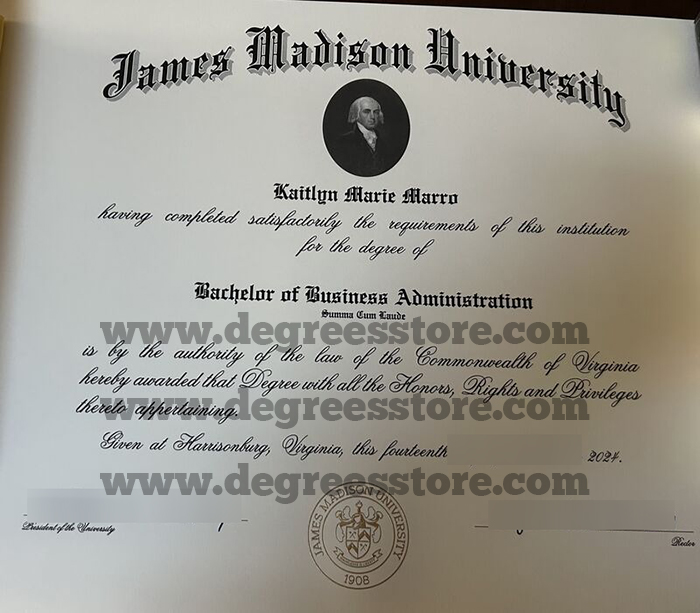 James Madison University
Kaitlyn Marie Marro
having completed satisfactorily the requirements of this institution
for the degree of
Bachelor of Business Administration
Summa Cum Laude
www.degreesstore.com
is by the authority of the law of the Commonwealth of Virginia
hereby awarded that Degree with all the Honors, Rights and Privileges
www.degreesstore.com
thereto appertaining.
Given at Harrisonburg, Virginia, this fourteenth 2024.
www.degreesstore.com
President of the University
Rector
JAMES MADISON UNIVERSITY
1908